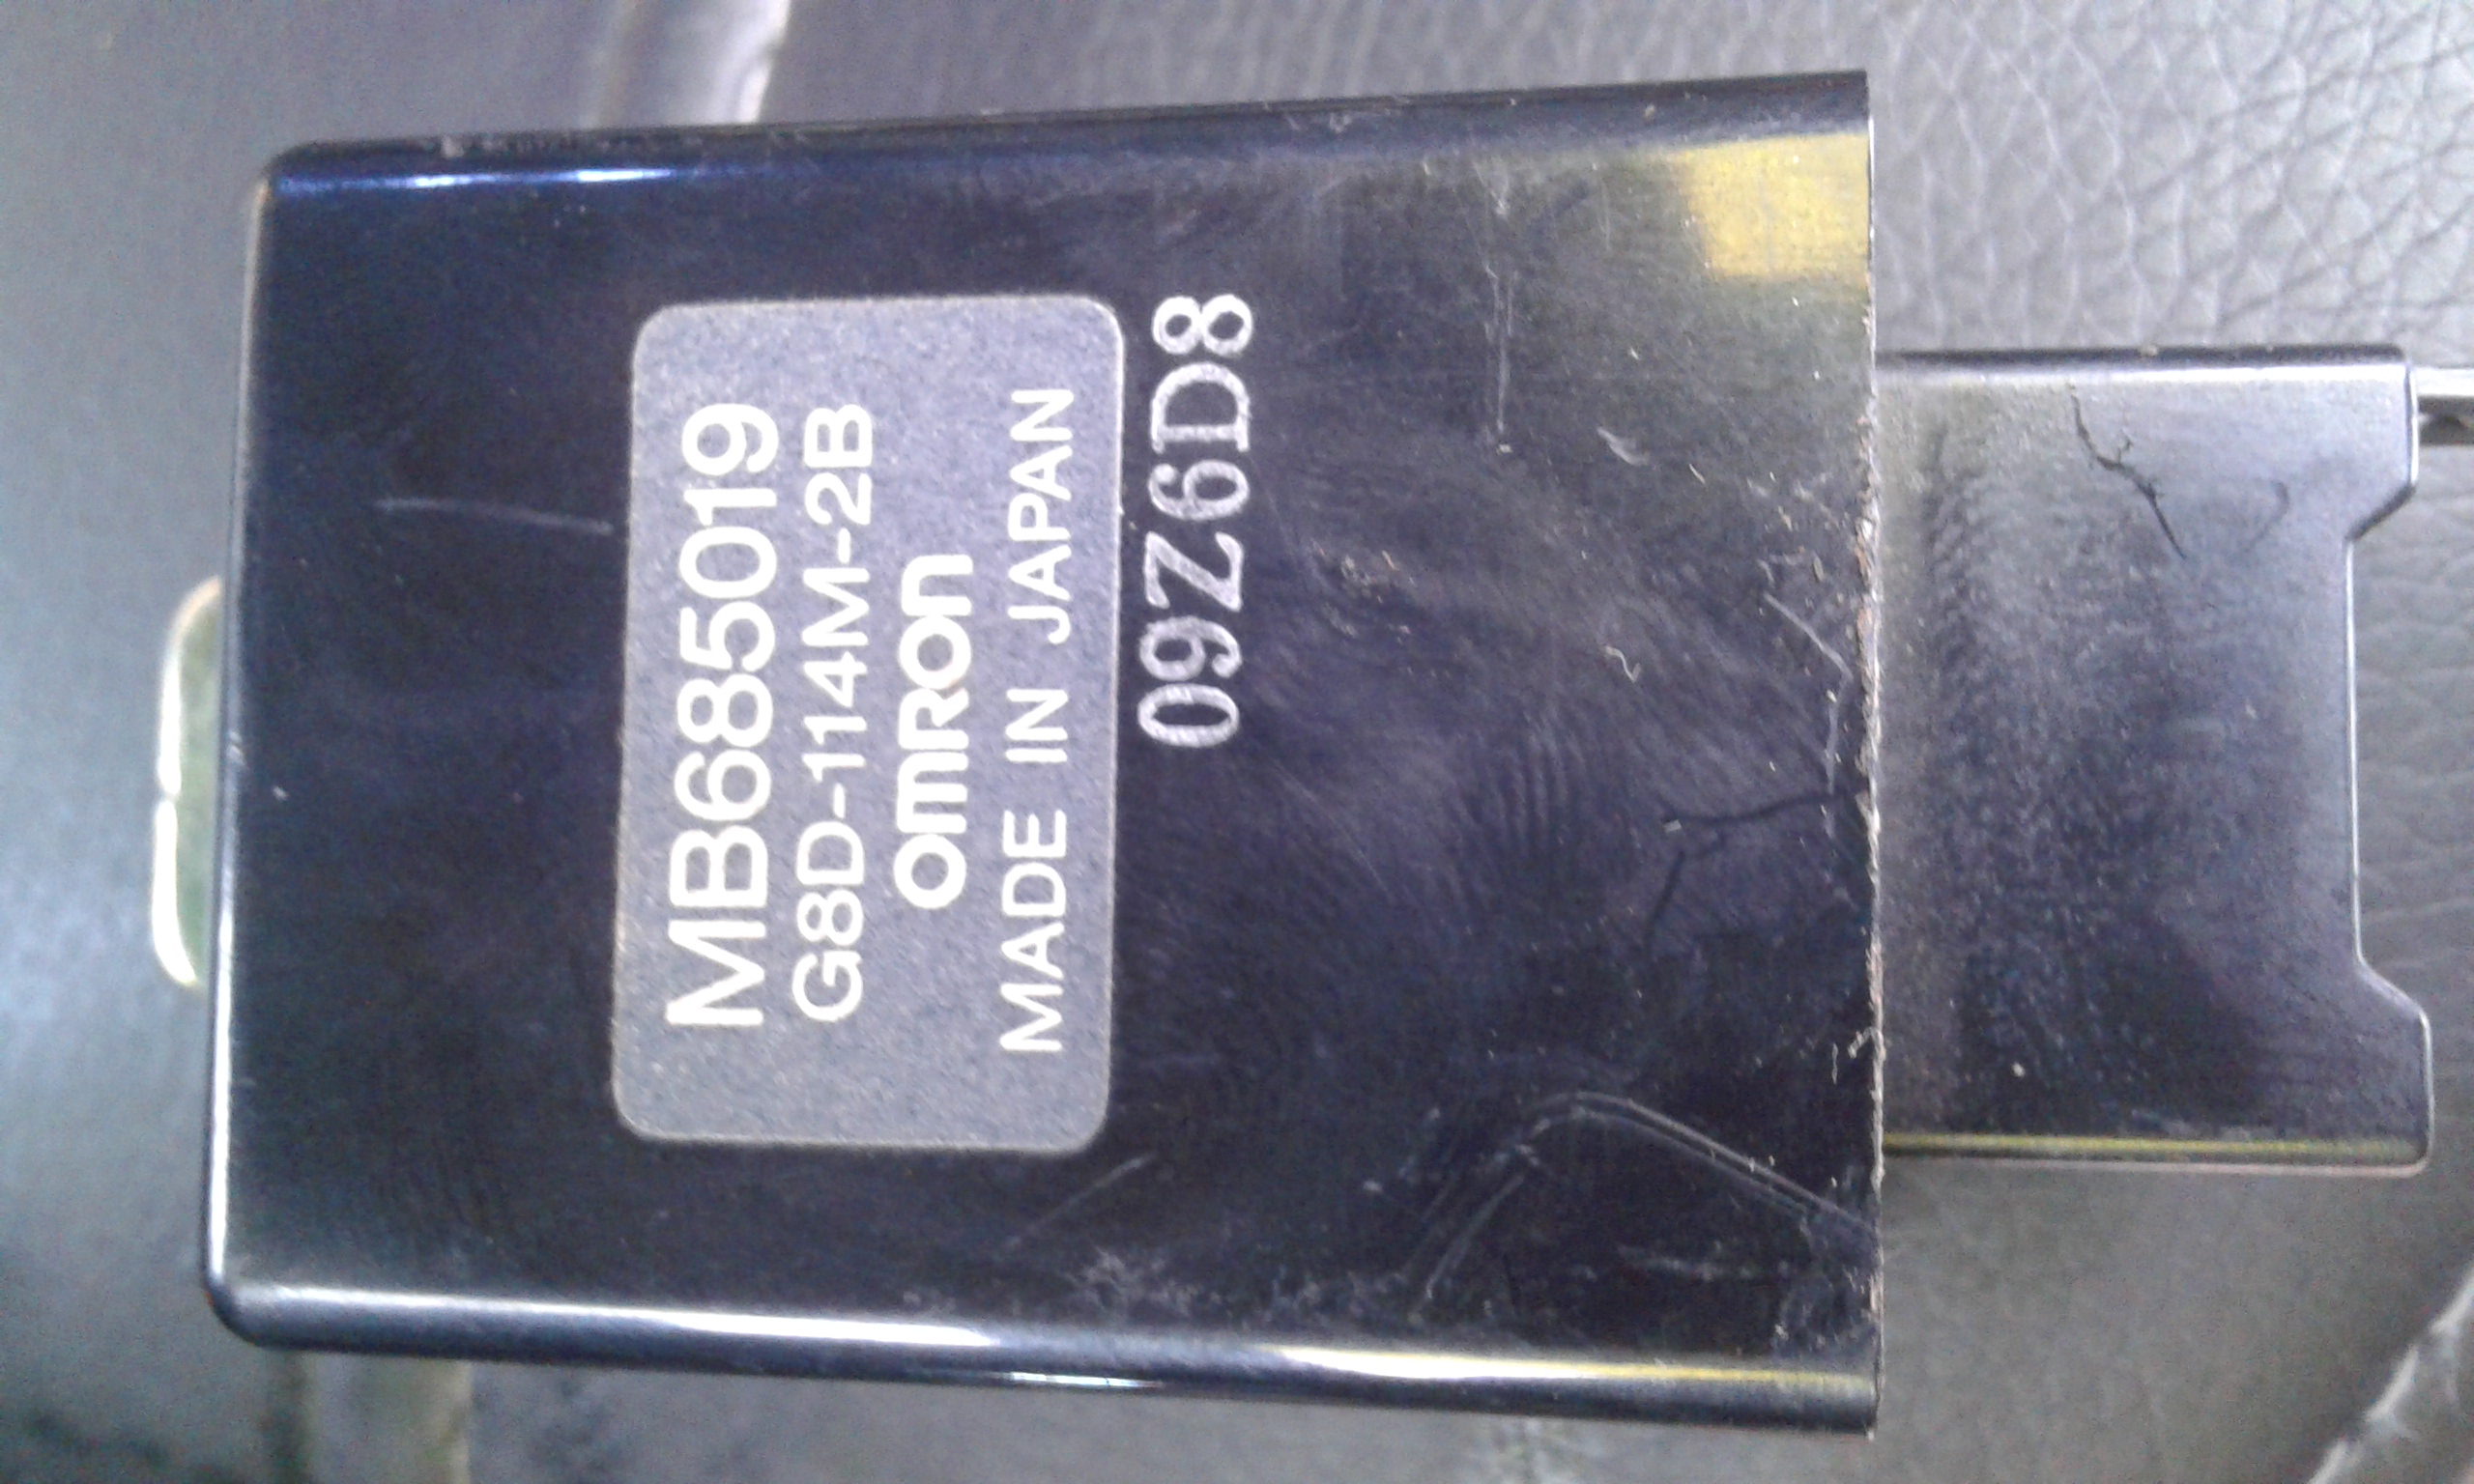 MB685019
G8D-114M-2B
OMRON
MADE IN JAPAN
09Z6D8